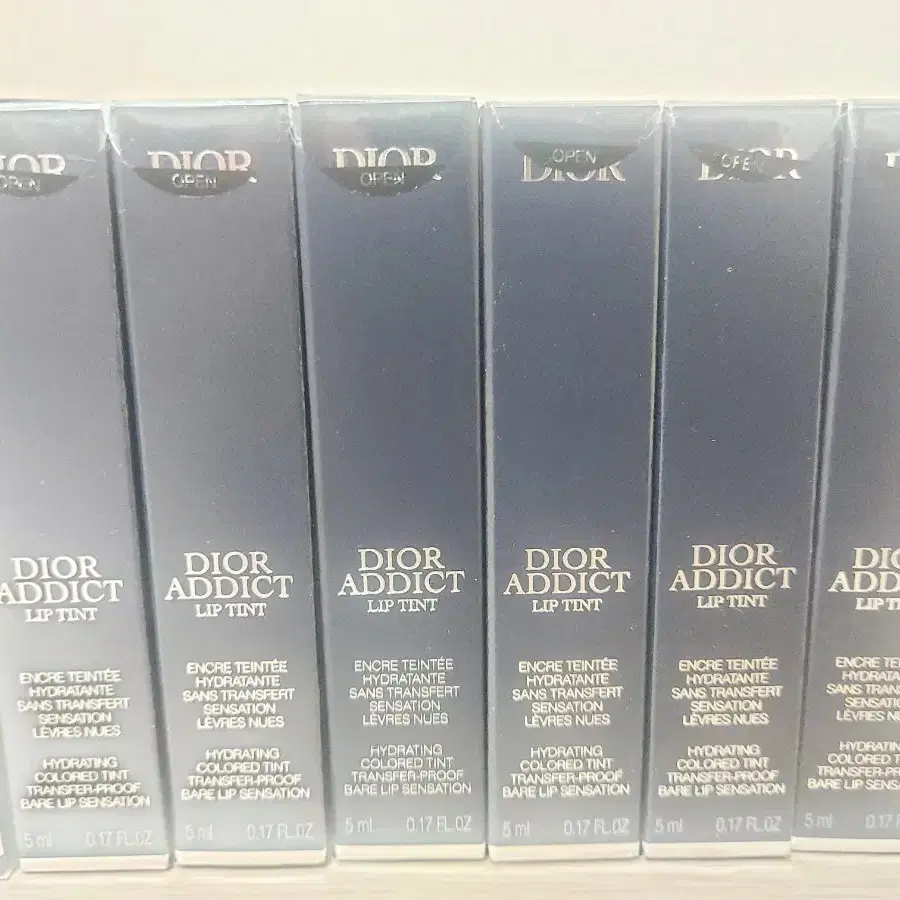 DIOR
OPEN
DIOR
ADDICT
LIP TINT
ENCRE TEINTÉE
HYDRATANTE
SANS TRANSFERT
SENSATION
LÈVRES NUES
HYDRATING
COLORED TINT
TRANSFER-PROOF
BARE LIP SENSATION
5 ml 0.17 FL.OZ
DIOR
OPEN
DIOR
ADDICT
LIP TINT
ENCRE TEINTÉE
HYDRATANTE
SANS TRANSFERT
SENSATION
LÈVRES NUES
HYDRATING
COLORED TINT
TRANSFER-PROOF
BARE LIP SENSATION
5 ml 0.17 FL.OZ
DIOR
OPEN
DIOR
ADDICT
LIP TINT
ENCRE TEINTÉE
HYDRATANTE
SANS TRANSFERT
SENSATION
LÈVRES NUES
HYDRATING
COLORED TINT
TRANSFER-PROOF
BARE LIP SENSATION
5 ml 0.17 FL.OZ
DIOR
OPEN
DIOR
ADDICT
LIP TINT
ENCRE TEINTÉE
HYDRATANTE
SANS TRANSFERT
SENSATION
LÈVRES NUES
HYDRATING
COLORED TINT
TRANSFER-PROOF
BARE LIP SENSATION
5 ml 0.17 FL.OZ
DIOR
OPEN
DIOR
ADDICT
LIP TINT
ENCRE TEINTÉE
HYDRATANTE
SANS TRANSFERT
SENSATION
LÈVRES NUES
HYDRATING
COLORED TINT
TRANSFER-PROOF
BARE LIP SENSATION
5 ml 0.17 FL.OZ
LIP
ENCRE
SANS
5 ml 0.17